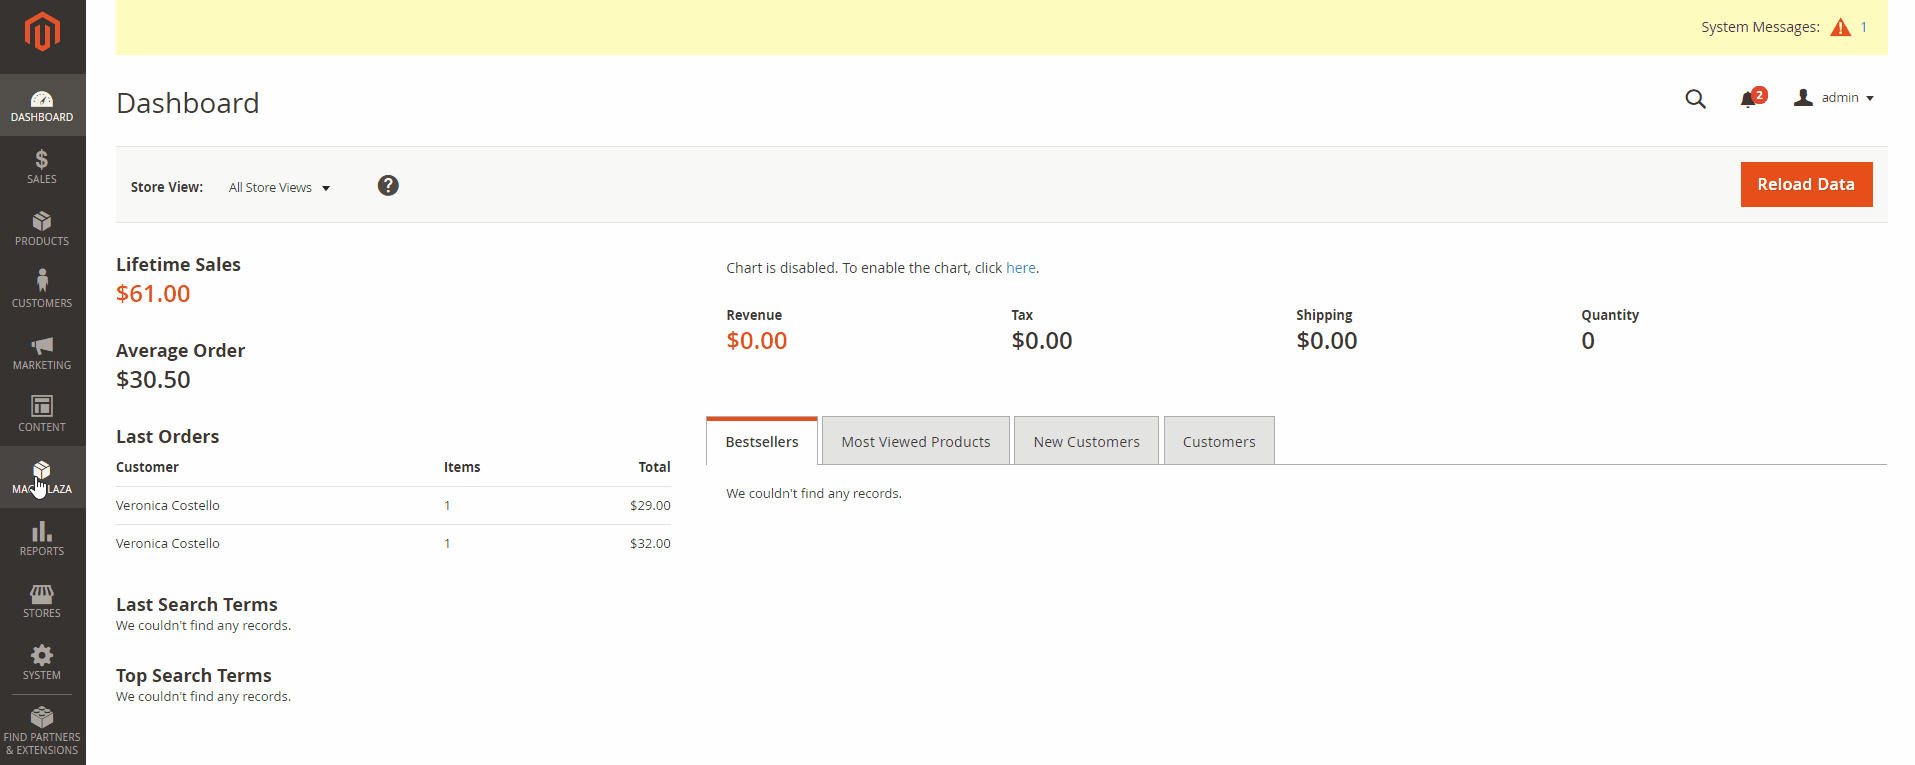 System Messages: 1
Dashboard
2
admin
Store View: All Store Views ?
Reload Data
DASHBOARD
SALES
PRODUCTS
CUSTOMERS
MARKETING
CONTENT
REPORTS
STORES
SYSTEM
FIND PARTNERS
& EXTENSIONS
Lifetime Sales
$61.00
Average Order
$30.50
Last Orders
Customer Items Total
Veronica Costello 1 $29.00
Veronica Costello 1 $32.00
Last Search Terms
We couldn't find any records.
Top Search Terms
We couldn't find any records.
Chart is disabled. To enable the chart, click here.
Revenue Tax Shipping Quantity
$0.00 $0.00 $0.00 0
Bestsellers Most Viewed Products New Customers Customers
We couldn't find any records.